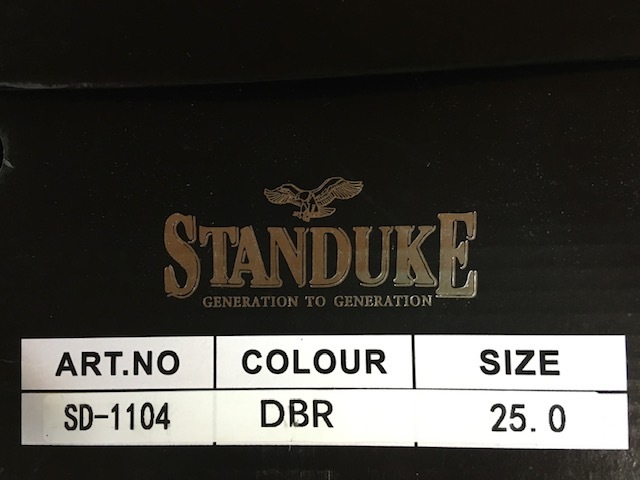 STANDUKE
GENERATION TO GENERATION
ART.NO COLOUR SIZE
SD-1104 DBR 25.0